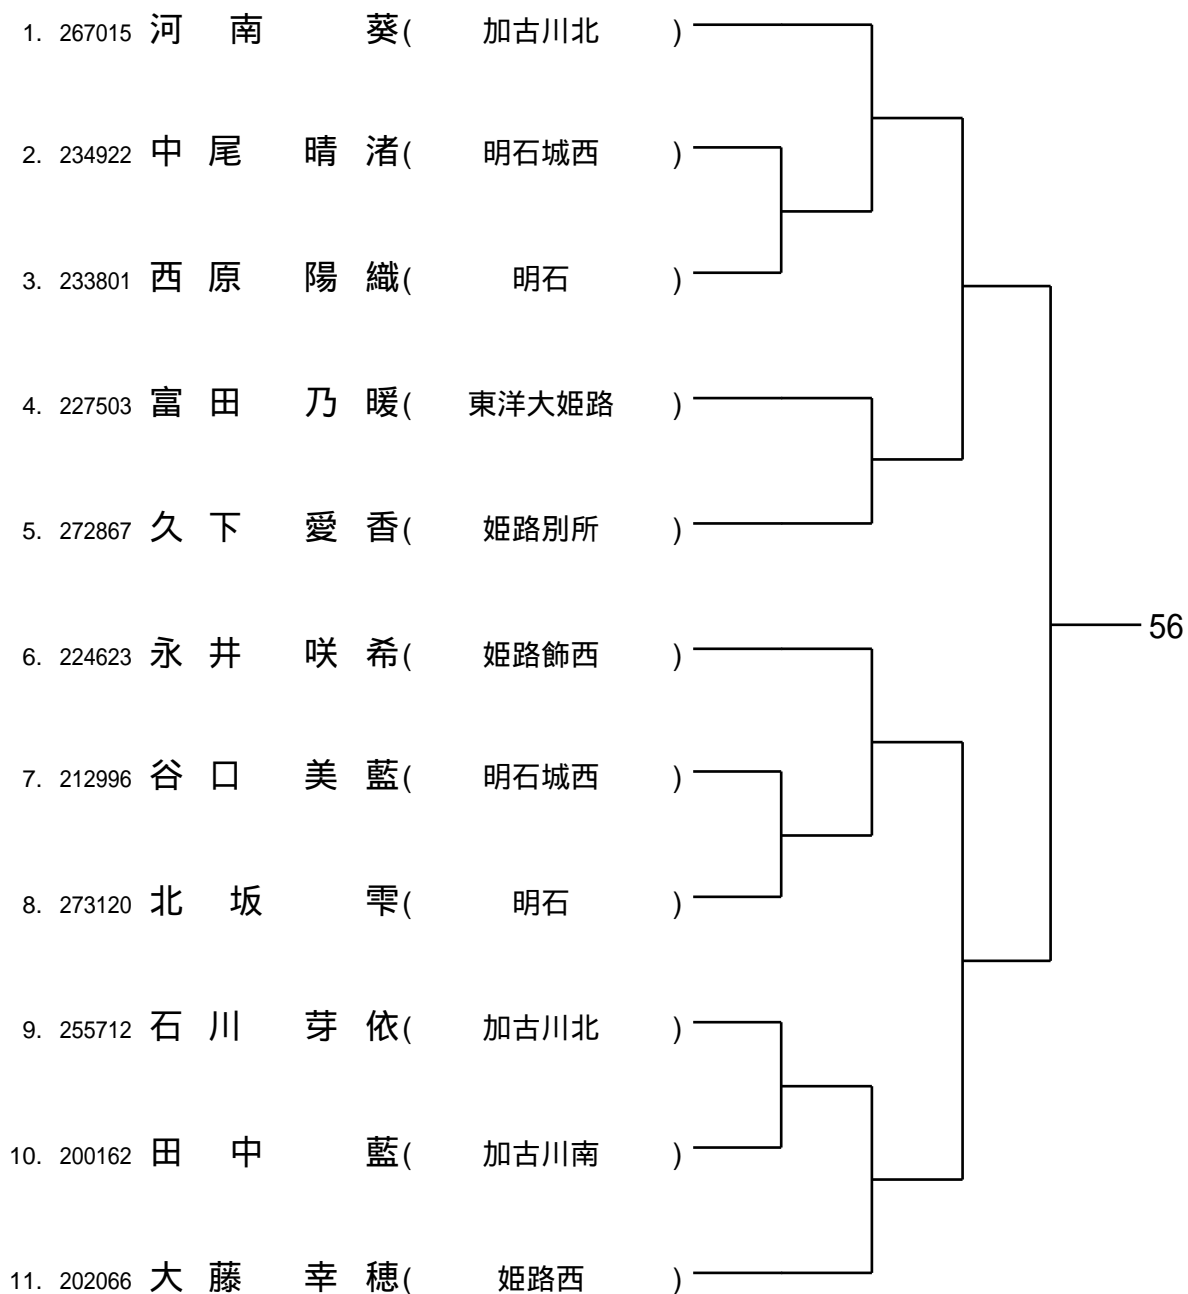 1. 267015 河 南 葵( 加古川北 )
2. 234922 中 尾 晴 渚( 明石城西 )
3. 233801 西 原 陽 織( 明石 )
4. 227503 富 田 乃 暖( 東洋大姫路 )
5. 272867 久 下 愛 香( 姫路別所 )
56
6. 224623 永 井 咲 希( 姫路飾西 )
7. 212996 谷 口 美 藍( 明石城西 )
8. 273120 北 坂 雫( 明石 )
9. 255712 石 川 芽 依( 加古川北 )
10. 200162 田 中 藍( 加古川南 )
11. 202066 大 藤 幸 穂( 姫路西 )